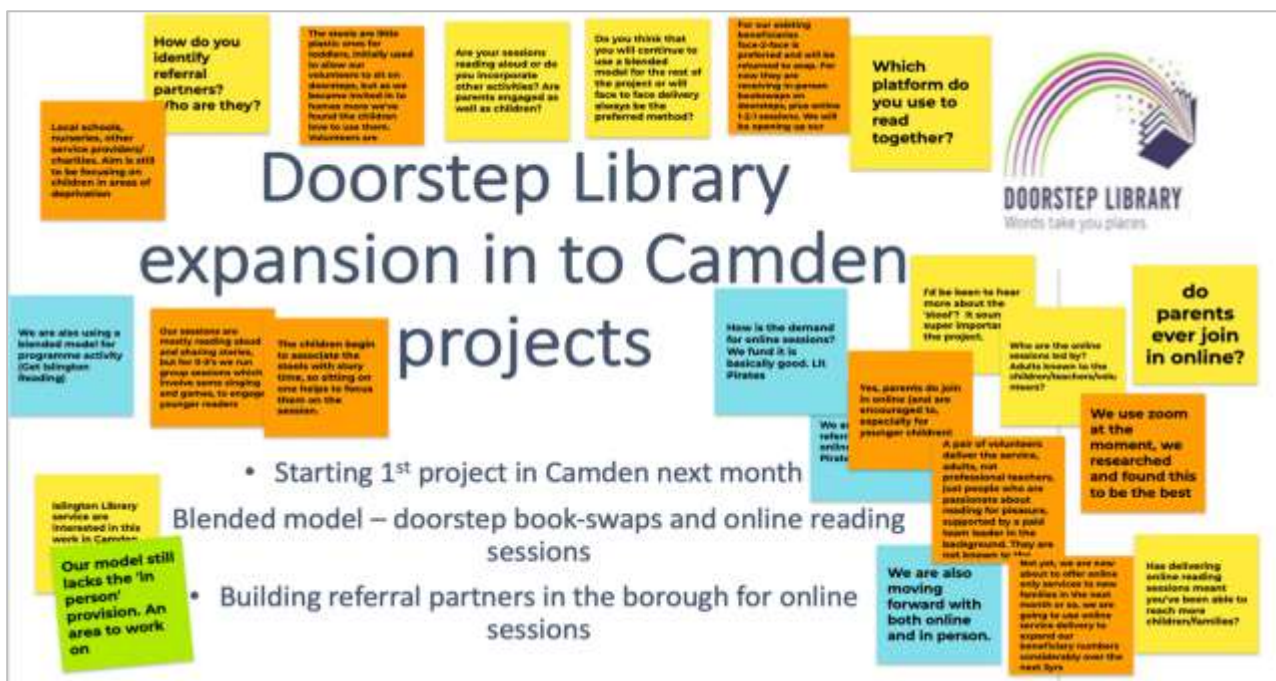 How do you
identify
referral
partners?
Who are they?
The stools are little
plastic ones for
toddlers, initially used
to allow our
volunteers to sit on
doorsteps, but as we
became invited in to
homes more we've
found the children
love to use them.
Volunteers are
Are your sessions
reading aloud or do
you incorporate
other activities? Are
parents engaged as
well as children?
Do you think that
you will continue to
use a blended
model for the rest of
the project or will
face to face delivery
always be the
preferred method?
For our existing
beneficiaries
face-2-face is
preferred and will be
returned to asap. For
now they are
receiving in-person
bookswaps on
doorsteps, plus online
1-2-1 sessions. We will
be opening up our
Which
platform do
you use to
read
together?
Local schools,
nurseries, other
service providers/
charities. Aim is still
to be focusing on
children in areas of
deprivation
DOORSTEP LIBRARY
Words take you places
Doorstep Library
expansion in to Camden
projects
We are also using a
blended model for
programme activity
(Get Islington
Reading)
Our sessions are
mostly reading aloud
and sharing stories,
but for
we run
group sessions which
involve some singing
and games, to engage
younger readers
The children begin
to associate the
stools with story
time, so sitting on
one helps to focus
them on the
session.
How is the demand
for online sessions?
We fund it is
basically good. Lit
Pirates
I'd be keen to hear
more about the
'stool'? It soun
super importan
the project.
Who are the online
sessions led by?
Adults known to the
children/teachers/volu
nteers?
do
parents
ever join
in online?
Yes, parents do join
in online (and are
encouraged to,
especially for
younger children)
We are
referr
online
Pirate
A pair of volunteers
deliver the service,
adults, not
professional teachers,
just people who are
passionate about
reading for pleasure,
supported by a paid
team leader in the
background. They are
not known to the
We use zoom
at the
moment, we
researched
and found this
to be the best
• Starting 1st project in Camden next month
Blended model – doorstep book-swaps and online reading
sessions
• Building referral partners in the borough for online
sessions
Islington Library
service are
interested in this
work in Camden
Our model still
lacks the 'in
person'
provision. An
area to work
on
We are also
moving
forward with
both online
and in person.
Not yet, we are now
about to offer online
only services to new
families in the next
month or so, we are
going to use online
service delivery to
expand our
beneficiary numbers
considerably over the
next 3yrs
Has delivering
online reading
sessions meant
you've been able to
reach more
children/families?